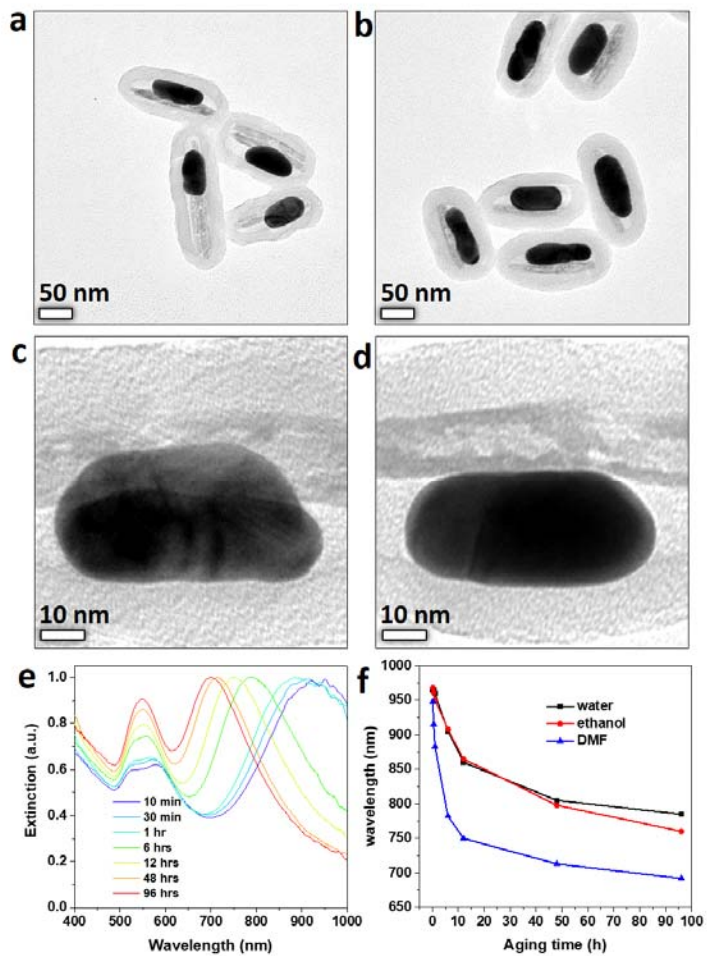 a
b
50 nm
50 nm
c
d
10 nm
10 nm
e
1.0
0.8
0.6
0.4
0.2
0.0
Extinction (a.u.)
10 min
30 min
1 hr
6 hrs
12 hrs
48 hrs
96 hrs
400 500 600 700 800 900 1000
Wavelength (nm)
f
1000
950
900
850
800
750
700
650
wavelength (nm)
water
ethanol
DMF
0 10 20 30 40 50 60 70 80 90 100
Aging time (h)